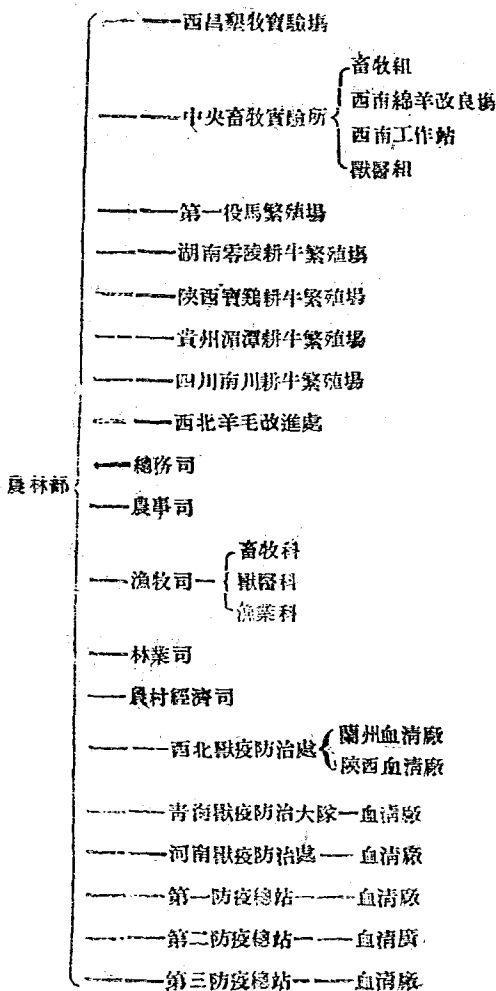 西昌墾牧實驗塲
中央畜牧實驗所
畜牧組
西南綿羊改良塲
西南工作站
獸醫組
第一役馬繁殖場
湖南零陵耕牛繁殖塲
陝西寶鷄耕牛繁殖塲
貴州湄潭耕牛繁殖塲
四川南川耕牛繁殖場
西北羊毛改進處
總務司
農林部
農事司
漁牧司
畜牧科
獸醫科
漁業科
林業司
農村經濟司
西北獸疫防治處
蘭州血清廠
陝西血清廠
青海獸疫防治大隊—血清廠
河南獸疫防治處——血清廠
第一防疫總站———血清廠
第二防疫總站———血清廠
第三防疫總站———血清廠